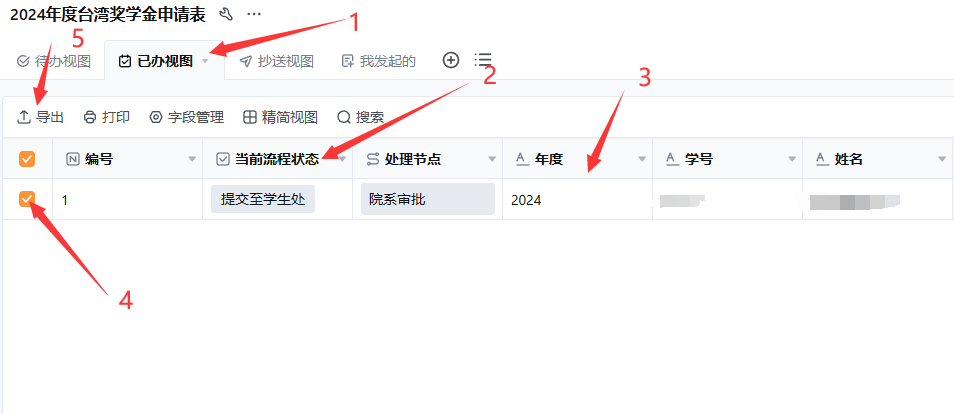 2024年度台湾奖学金申请表 ···
1
5
待办视图 已办视图 抄送视图 我发起的
2
3
导出 打印 字段管理 精简视图 搜索
N 编号 当前流程状态 处理节点 A 年度 A 学号 A 姓名
1 提交至学生处 院系审批 2024
4